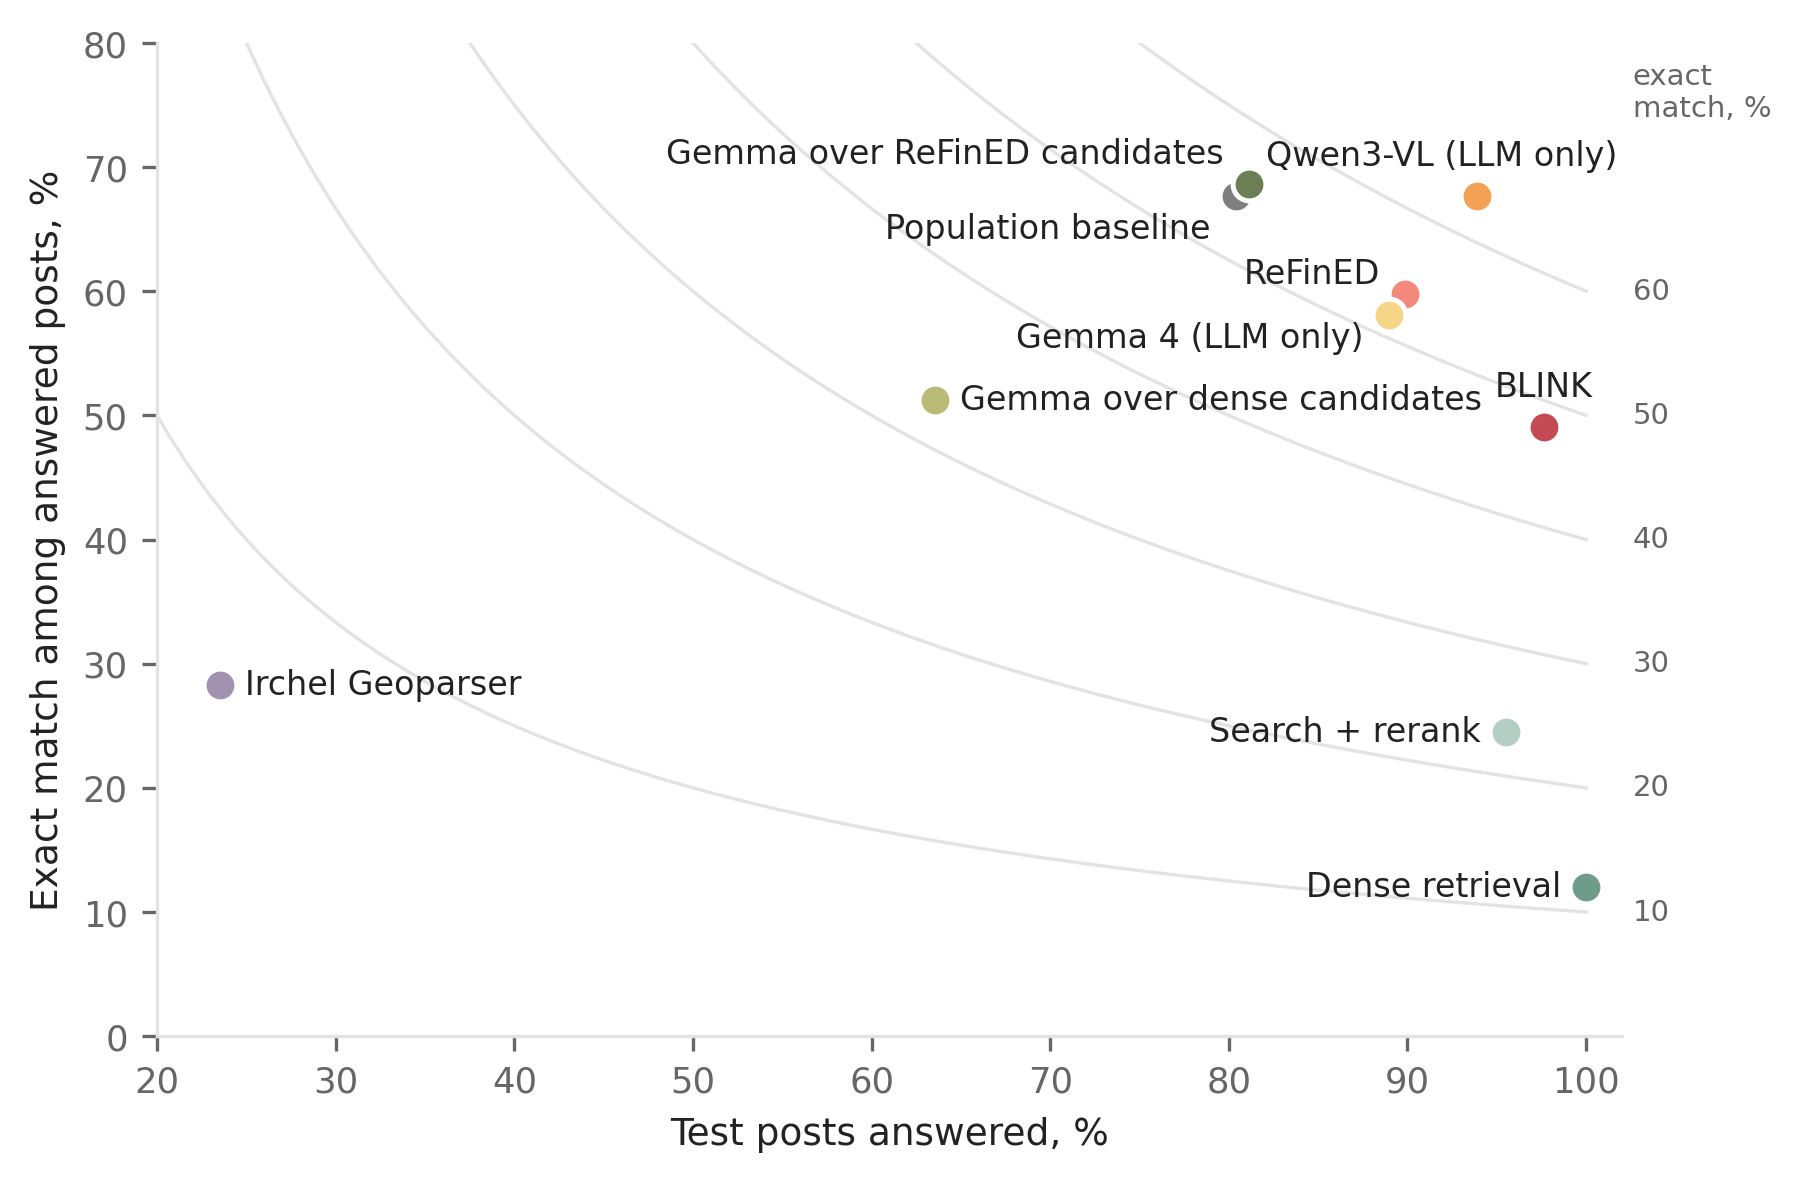 80
70
60
50
40
30
20
10
0
Exact match among answered posts, %
exact
match, %
Gemma over ReFinED candidates
Qwen3-VL (LLM only)
Population baseline
ReFinED
Gemma 4 (LLM only)
BLINK
Gemma over dense candidates
Irchel Geoparser
Search + rerank
Dense retrieval
60
50
40
30
20
10
20 30 40 50 60 70 80 90 100
Test posts answered, %